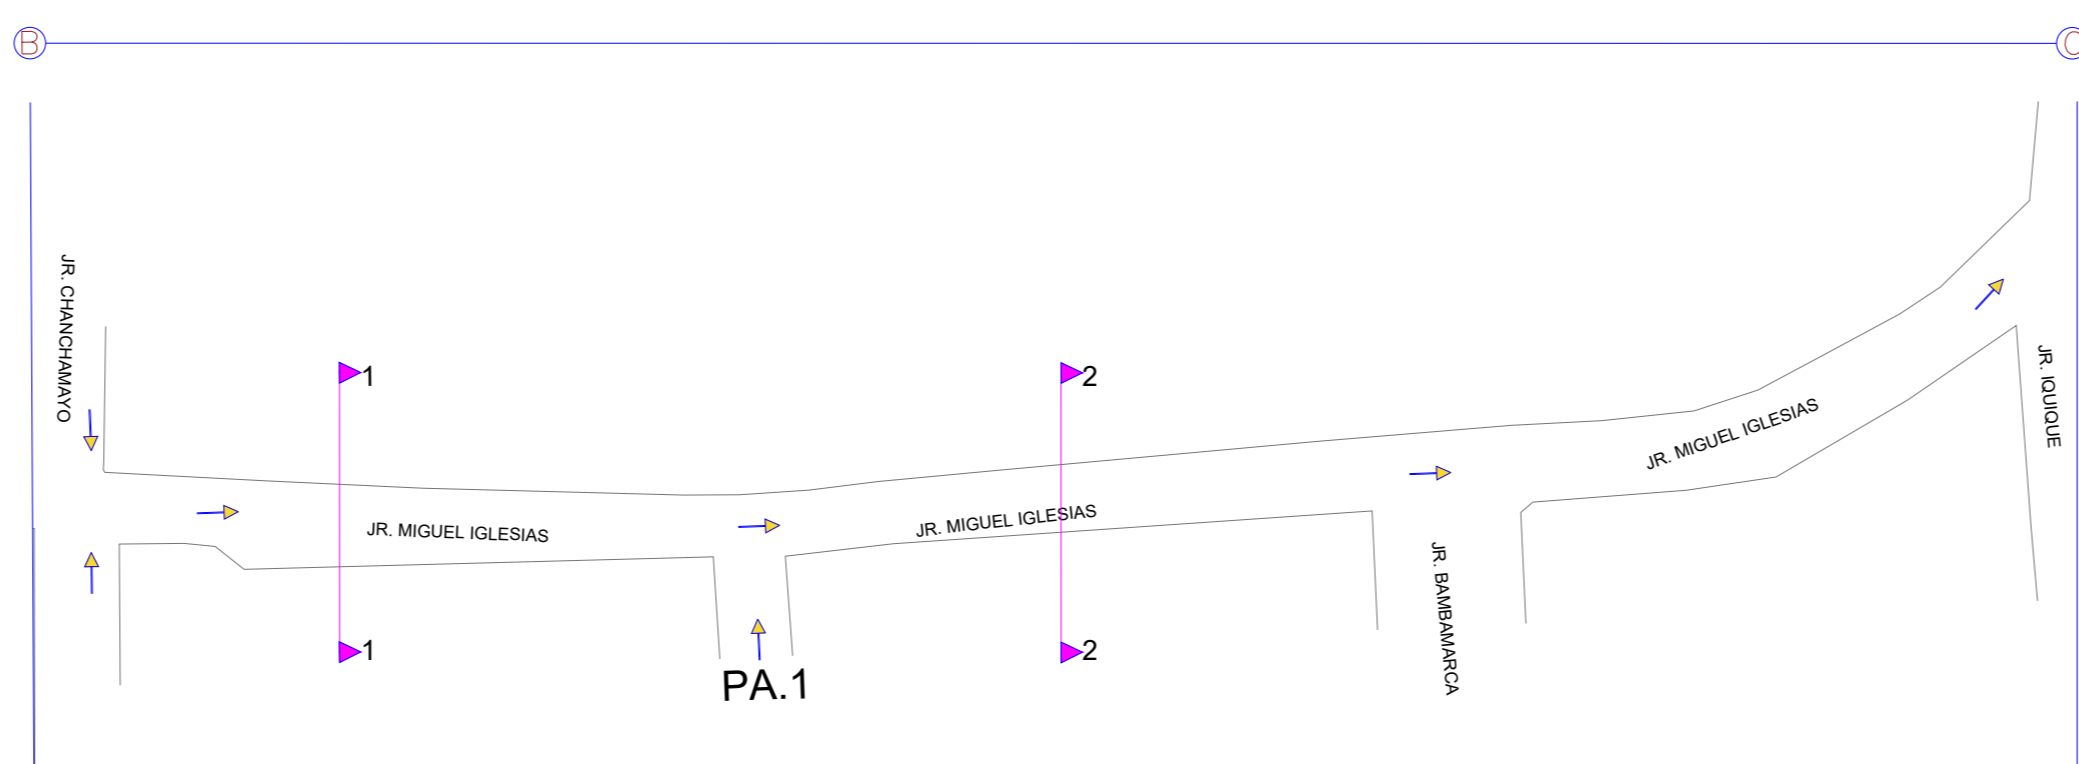 B
C
JR. CHANCHAMAYO
1
2
JR. IQUIQUE
JR. MIGUEL IGLESIAS
JR. MIGUEL IGLESIAS
JR. MIGUEL IGLESIAS
JR. BAMBAMARCA
1
2
PA.1